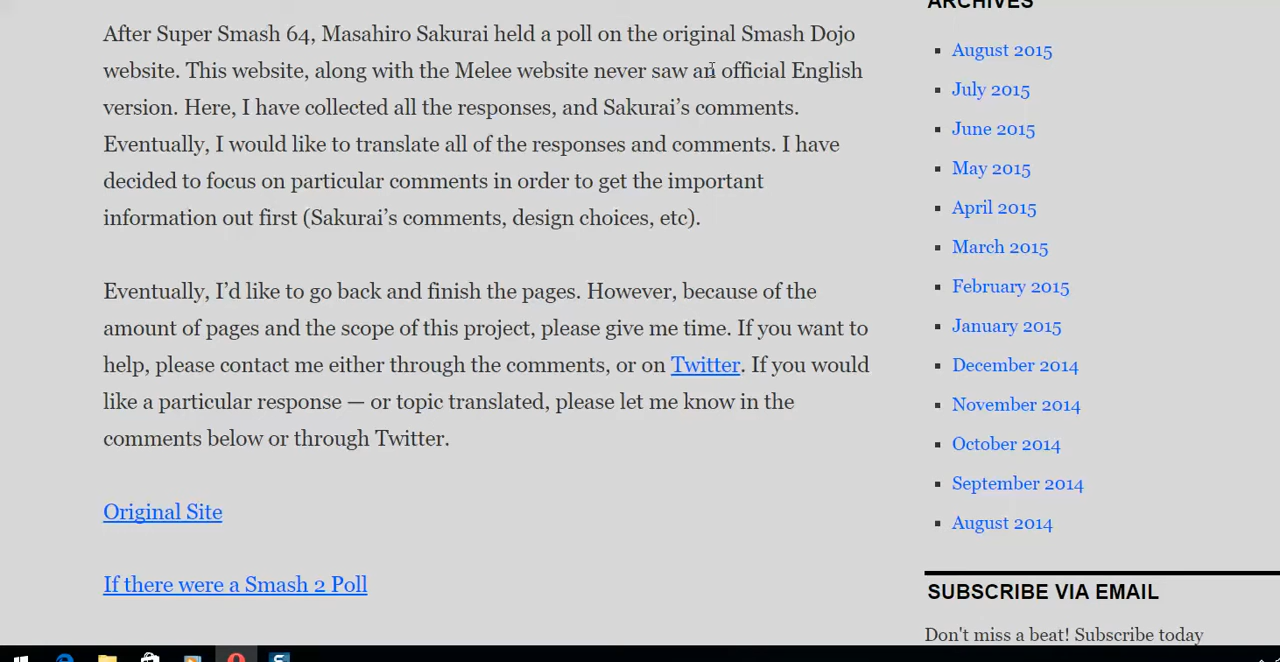 After Super Smash 64, Masahiro Sakurai held a poll on the original Smash Dojo
website. This website, along with the Melee website never saw an official English
version. Here, I have collected all the responses, and Sakurai’s comments.
Eventually, I would like to translate all of the responses and comments. I have
decided to focus on particular comments in order to get the important
information out first (Sakurai’s comments, design choices, etc).
Eventually, I’d like to go back and finish the pages. However, because of the
amount of pages and the scope of this project, please give me time. If you want to
help, please contact me either through the comments, or on Twitter. If you would
like a particular response — or topic translated, please let me know in the
comments below or through Twitter.
Original Site
If there were a Smash 2 Poll
ARCHIVES
August 2015
July 2015
June 2015
May 2015
April 2015
March 2015
February 2015
January 2015
December 2014
November 2014
October 2014
September 2014
August 2014
SUBSCRIBE VIA EMAIL
Don't miss a beat! Subscribe today